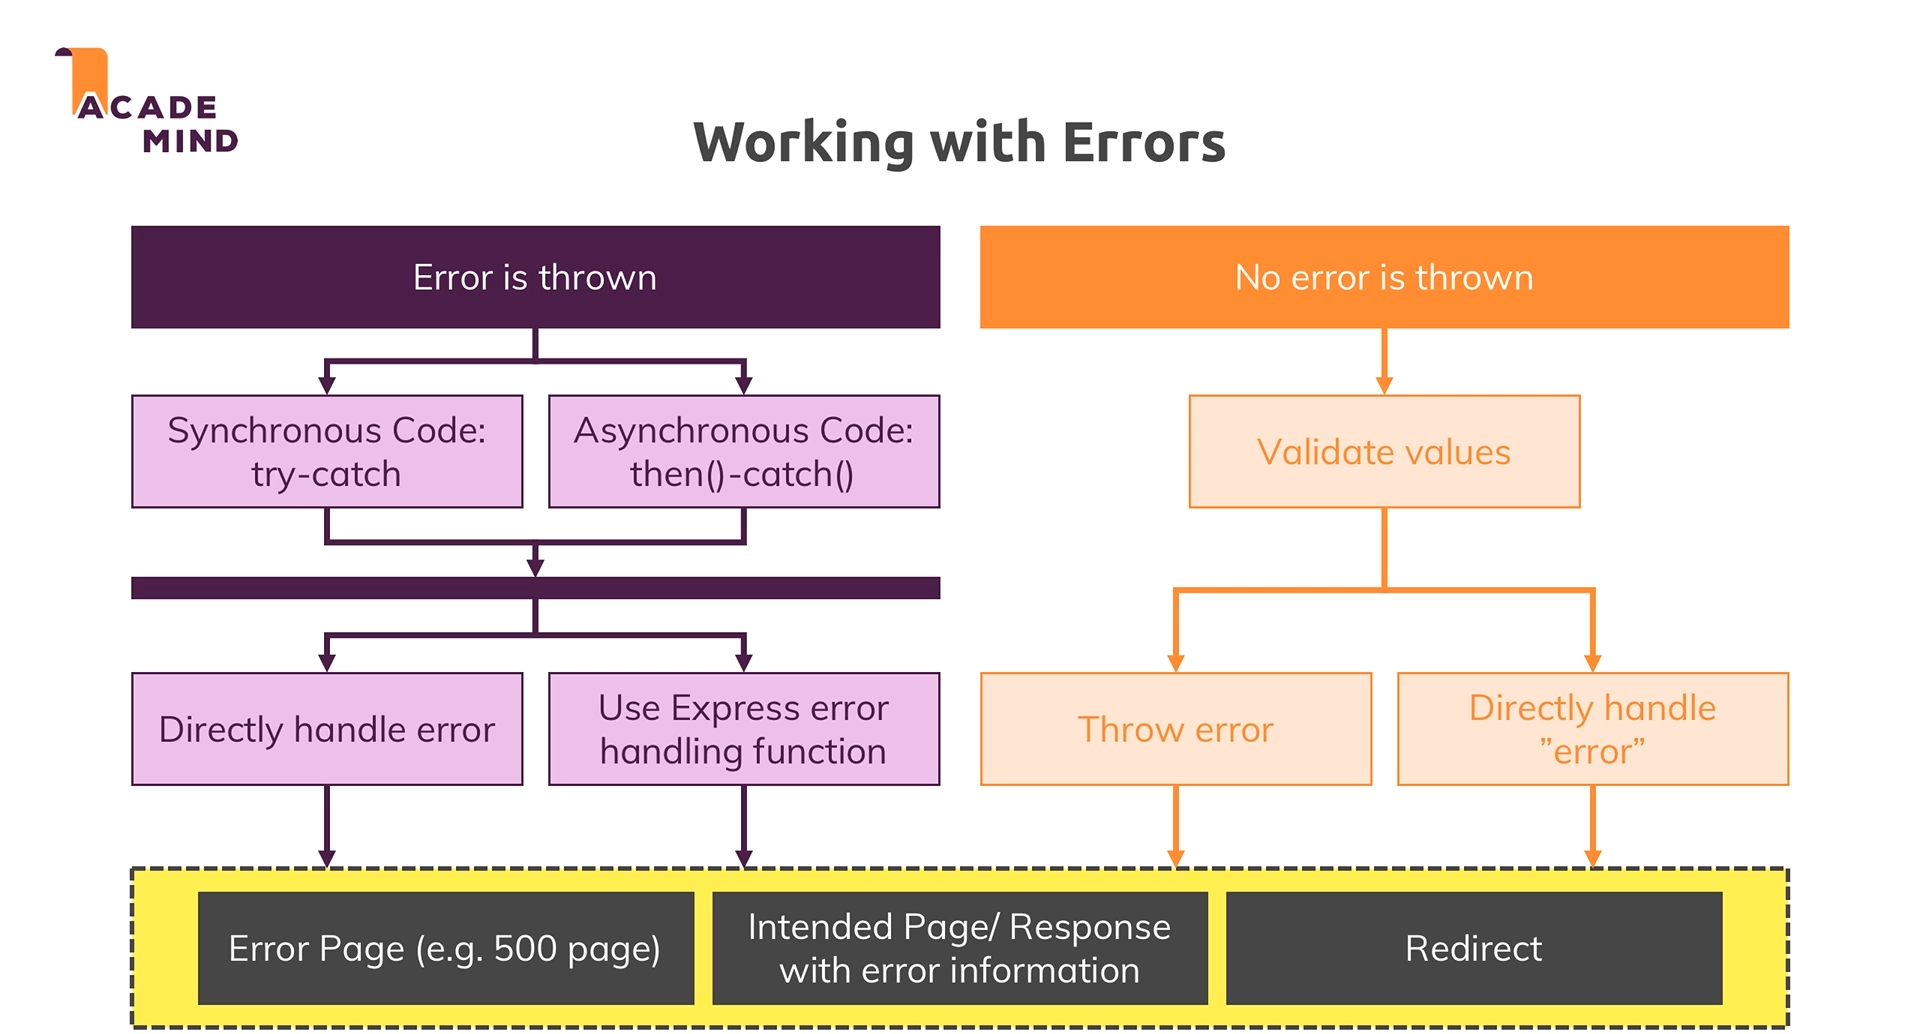 ACADE
MIND
Working with Errors
Error is thrown
No error is thrown
Synchronous Code:
try-catch
Asynchronous Code:
then()-catch()
Validate values
Directly handle error
Use Express error
handling function
Throw error
Directly handle
”error”
Error Page (e.g. 500 page)
Intended Page/ Response
with error information
Redirect